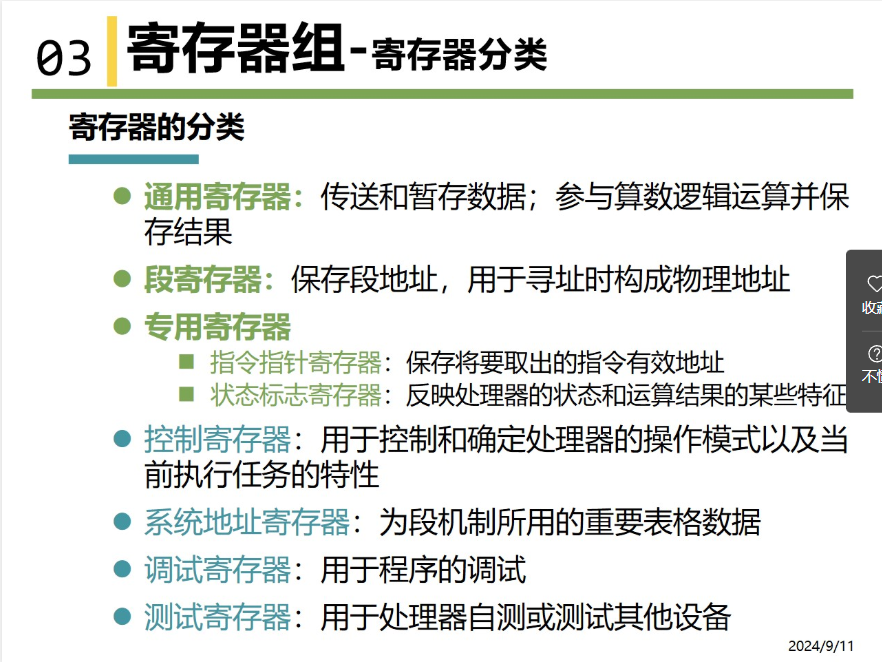 03 寄存器组-寄存器分类
寄存器的分类
通用寄存器：传送和暂存数据；参与算数逻辑运算并保
存结果
段寄存器：保存段地址，用于寻址时构成物理地址
专用寄存器
指令指针寄存器：保存将要取出的指令有效地址
状态标志寄存器：反映处理器的状态和运算结果的某些特征
控制寄存器：用于控制和确定处理器的操作模式以及当
前执行任务的特性
系统地址寄存器：为段机制所用的重要表格数据
调试寄存器：用于程序的调试
测试寄存器：用于处理器自测或测试其他设备
收
不
2024/9/11